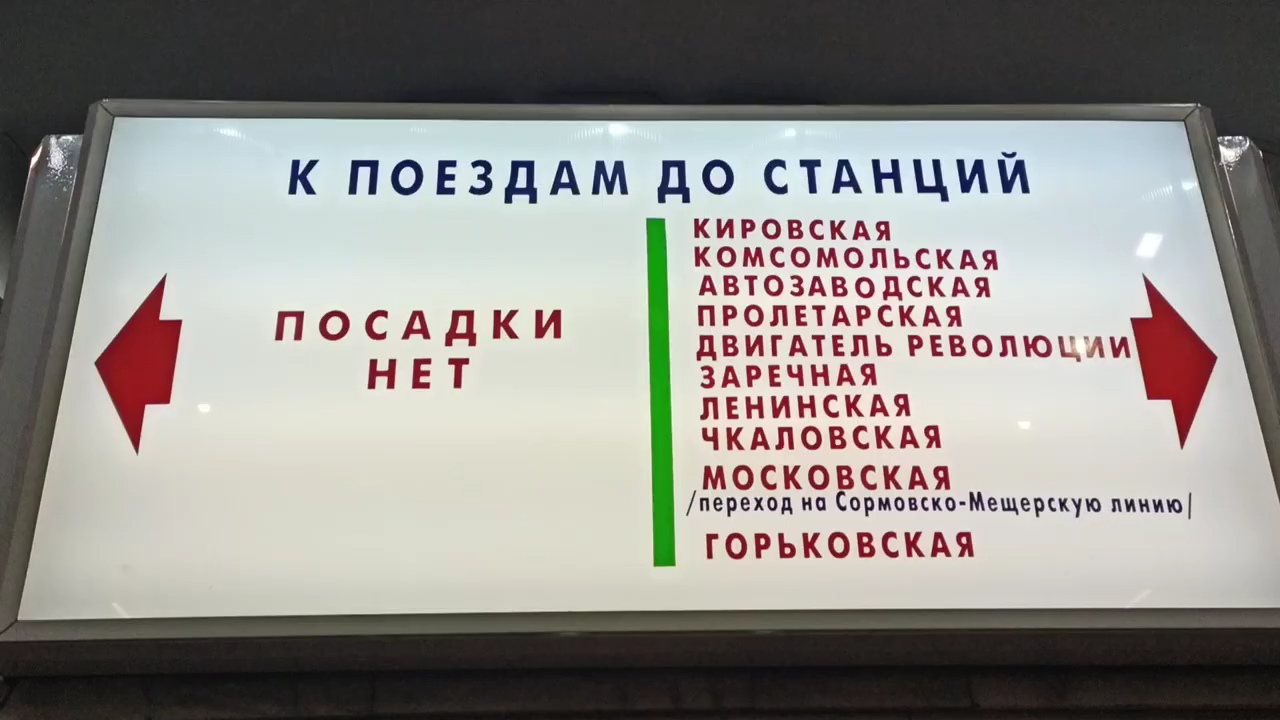 К ПОЕЗДАМ ДО СТАНЦИЙ
ПОСАДКИ
НЕТ
КИРОВСКАЯ
КОМСОМОЛЬСКАЯ
АВТОЗАВОДСКАЯ
ПРОЛЕТАРСКАЯ
ДВИГАТЕЛЬ РЕВОЛЮЦИИ
ЗАРЕЧНАЯ
ЛЕНИНСКАЯ
ЧКАЛОВСКАЯ
МОСКОВСКАЯ
/переход на Сормовско-Мещерскую линию/
ГОРЬКОВСКАЯ